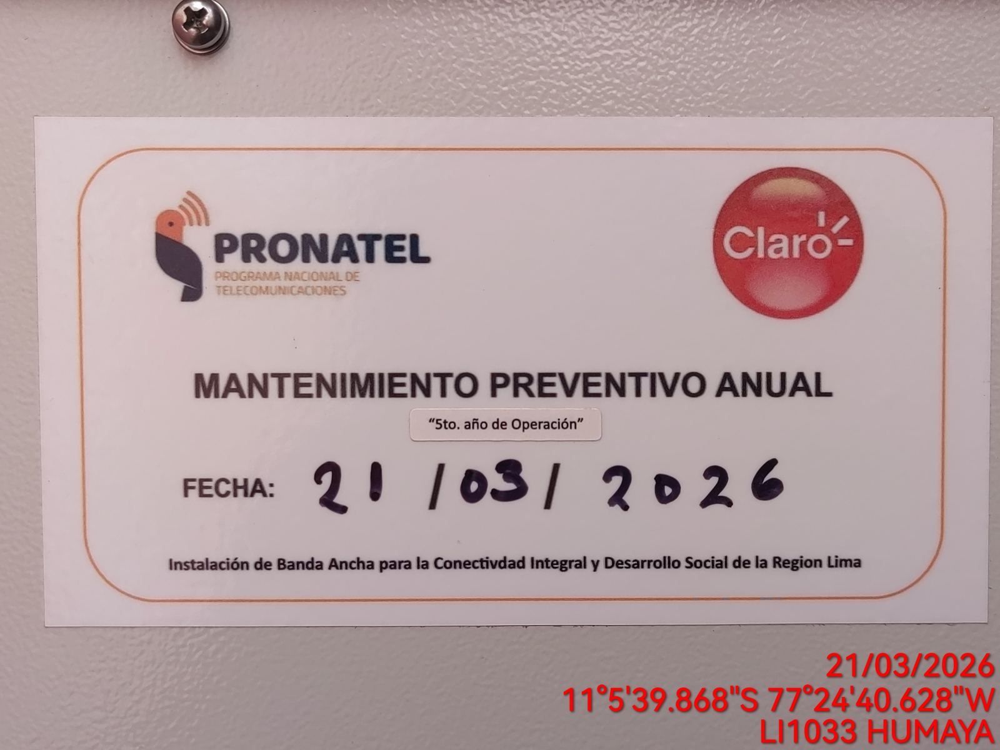 PRONATEL
PROGRAMA NACIONAL DE
TELECOMUNICACIONES
Claro
MANTENIMIENTO PREVENTIVO ANUAL
“5to. año de Operación”
FECHA: 21 /03/ 2026
Instalación de Banda Ancha para la Conectivdad Integral y Desarrollo Social de la Region Lima
21/03/2026
11°5'39.868"S 77°24'40.628"W
LI1033 HUMAYA